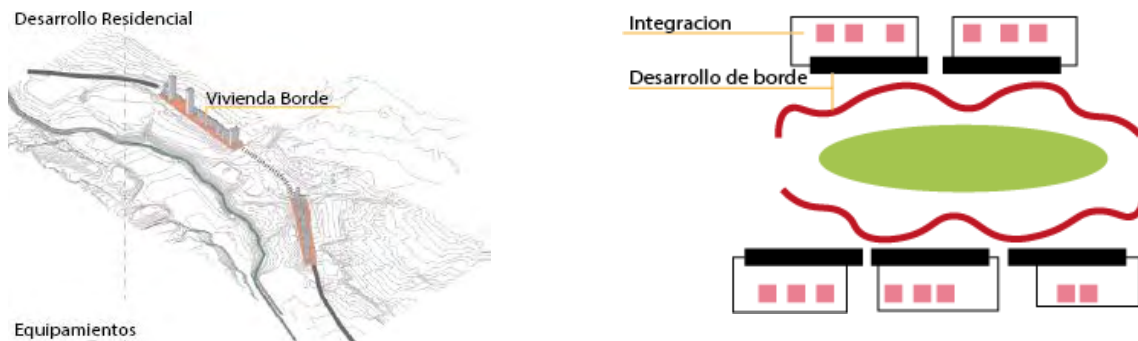 Desarrollo Residencial
Vivienda Borde
Equipamientos
Integracion
Desarrollo de borde